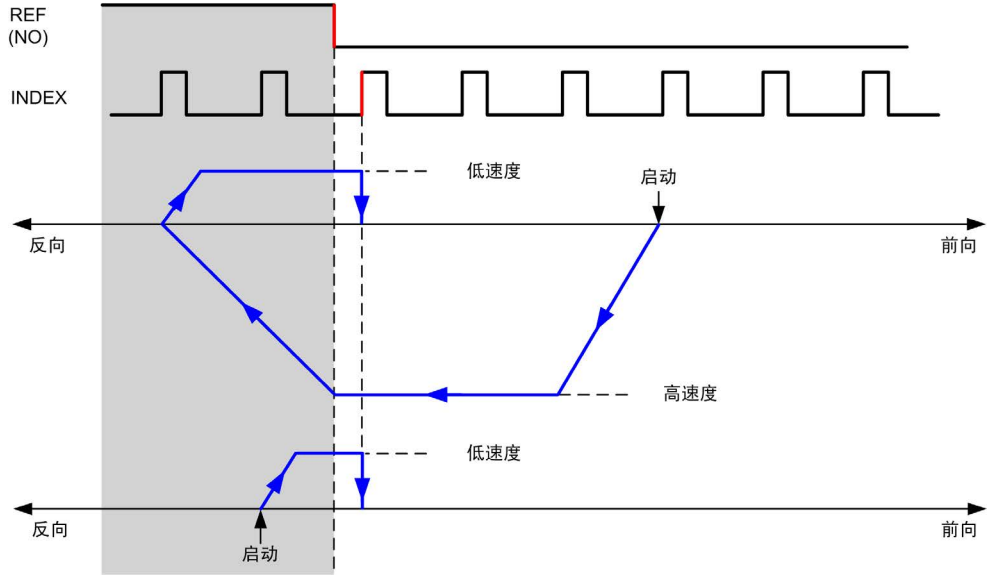 REF
(NO)
INDEX
低速度
启动
反向
前向
高速度
低速度
反向
前向
启动